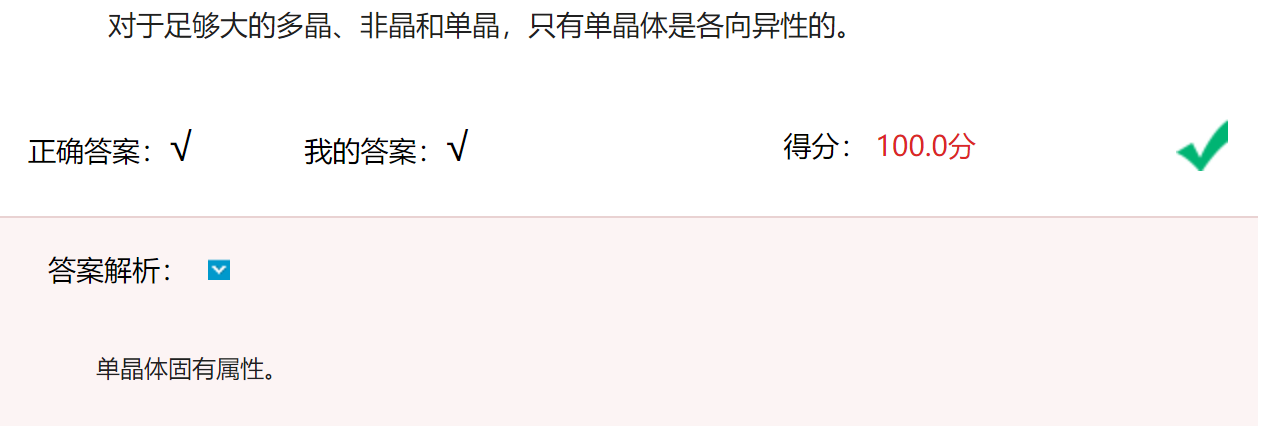 对于足够大的多晶、非晶和单晶，只有单晶体是各向异性的。
正确答案：√ 我的答案：√ 得分： 100.0分
答案解析：
单晶体固有属性。